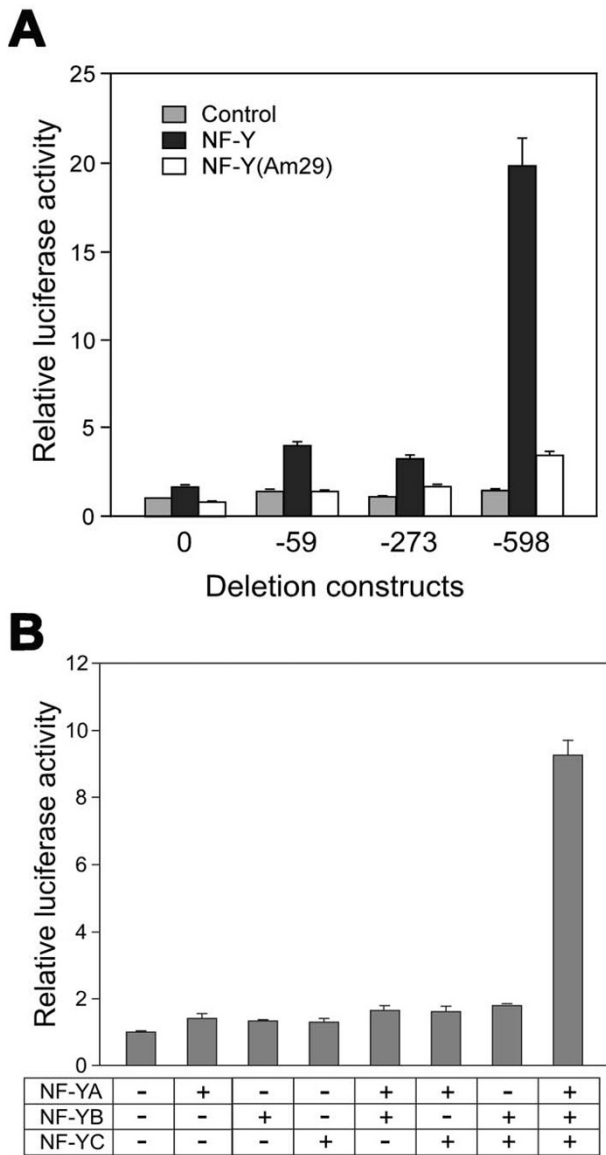 A
Relative luciferase activity
25
20
15
10
5
0
Control
NF-Y
NF-Y(Am29)
0 -59 -273 -598
Deletion constructs
B
Relative luciferase activity
12
10
8
6
4
2
0
NF-YA - + - - + + - +
NF-YB - - + - + - + +
NF-YC - - - + - + + +